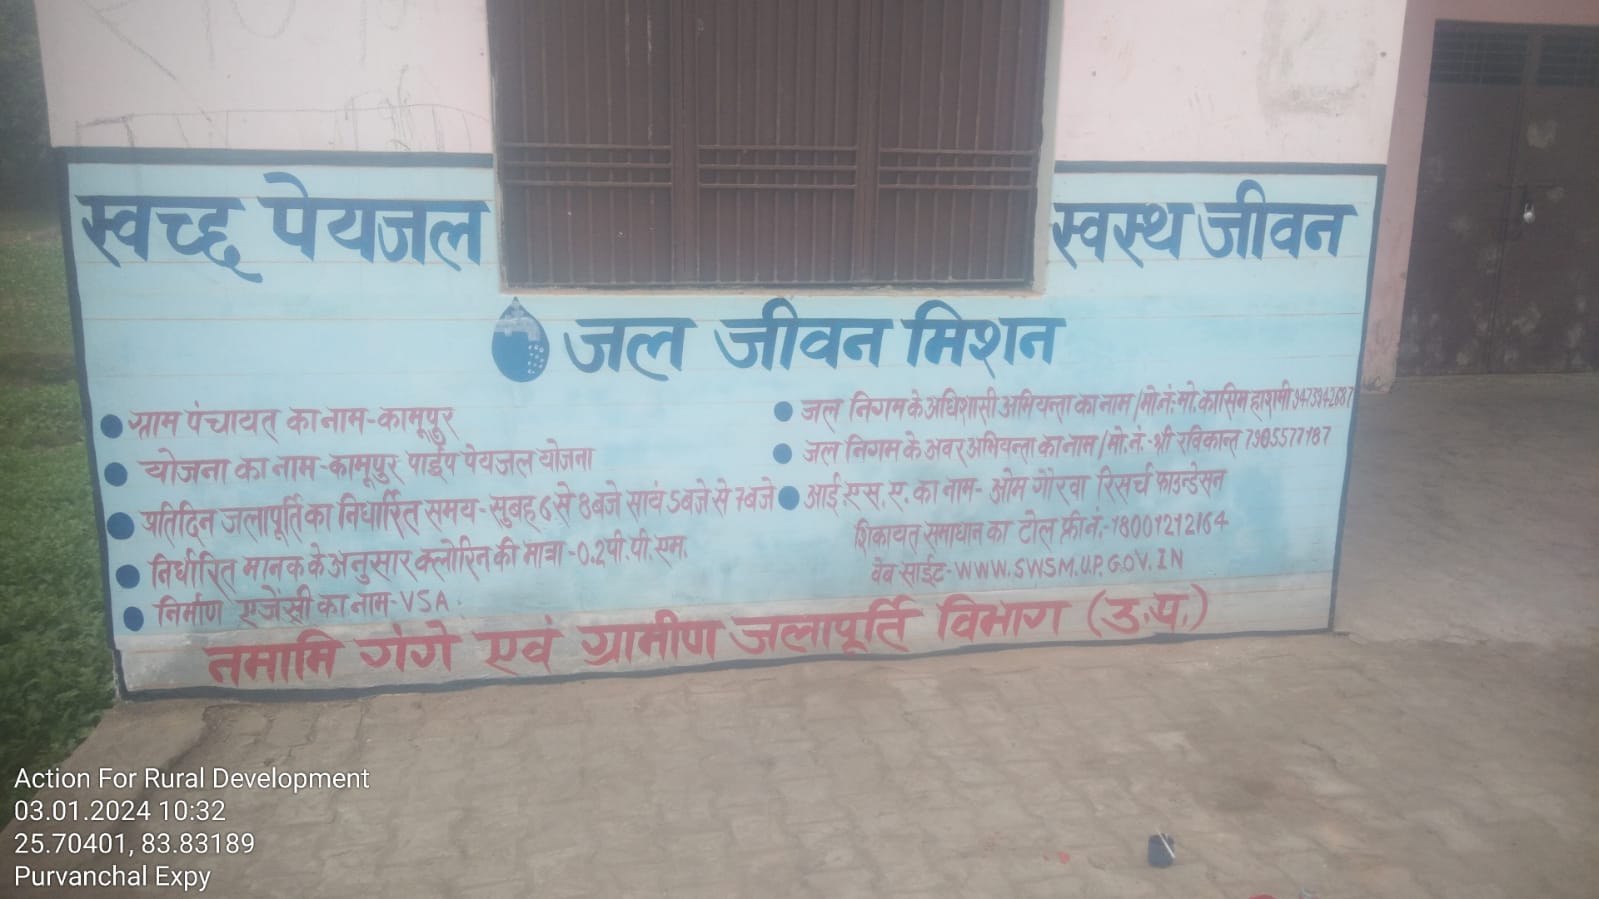 स्वच्छ पेयजल
स्वस्थ जीवन
जल जीवन मिशन
ग्राम पंचायत का नाम-कामूपुर
योजना का नाम-कामूपुर पाईप पेयजल योजना
प्रतिदिन जलापूर्ति का निर्धारित समय-सुबह 6 से 8 बजे सायं 5 बजे से 7 बजे
निर्धारित मानक के अनुसार क्लोरिन की मात्रा-0.2 पी.पी.एम.
निर्माण एजेंसी का नाम-VSA.
जल निगम के अधिशासी अभियन्ता का नाम/मो.नं:मो.कासिम हाशमी
जल निगम के अवर अभियन्ता का नाम/मो.नं.-श्री रविकान्त
आई.एस.ए.का नाम- ओम गौरवा रिसर्च फाउन्डेसन
शिकायत समाधान का टोल फ्री नं.-18001212164
वेब साईट-WWW.SWSM.U.P.GOV.IN
नमामि गंगे एवं ग्रामीण जलापूर्ति विभाग (उ.प्र.)
Action For Rural Development
03.01.2024 10:32
25.70401, 83.83189
Purvanchal Expy